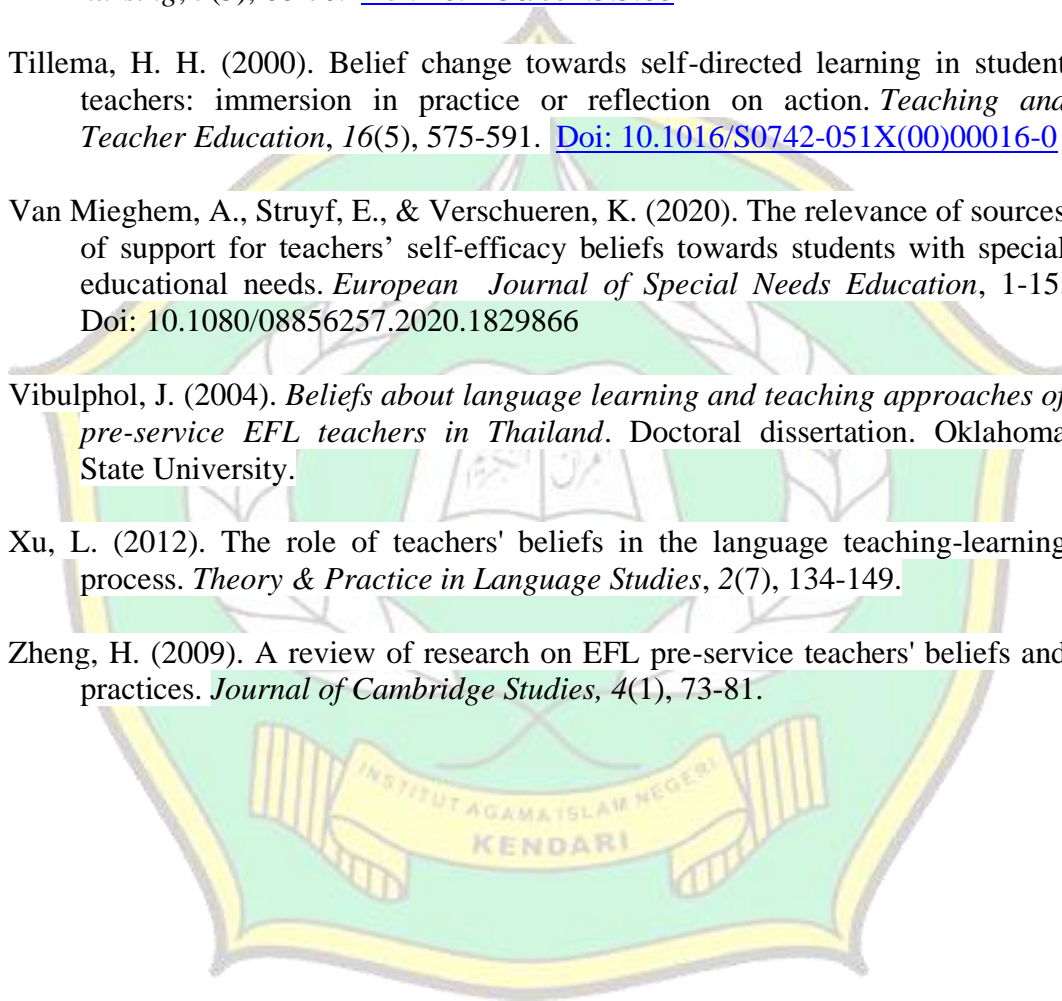 Tillema, H. H. (2000). Belief change towards self-directed learning in student
teachers: immersion in practice or reflection on action. Teaching and
Teacher Education, 16(5), 575-591. Doi: 10.1016/S0742-051X(00)00016-0
Van Mieghem, A., Struyf, E., & Verschueren, K. (2020). The relevance of sources
of support for teachers’ self-efficacy beliefs towards students with special
educational needs. European Journal of Special Needs Education, 1-15
Doi: 10.1080/08856257.2020.1829866
Vibulphol, J. (2004). Beliefs about language learning and teaching approaches of
pre-service EFL teachers in Thailand. Doctoral dissertation. Oklahoma
State University.
Xu, L. (2012). The role of teachers' beliefs in the language teaching-learning
process. Theory & Practice in Language Studies, 2(7), 134-149.
Zheng, H. (2009). A review of research on EFL pre-service teachers' beliefs and
practices. Journal of Cambridge Studies, 4(1), 73-81.
INSTITUT AGAMA ISLAM NEGERI
KENDARI